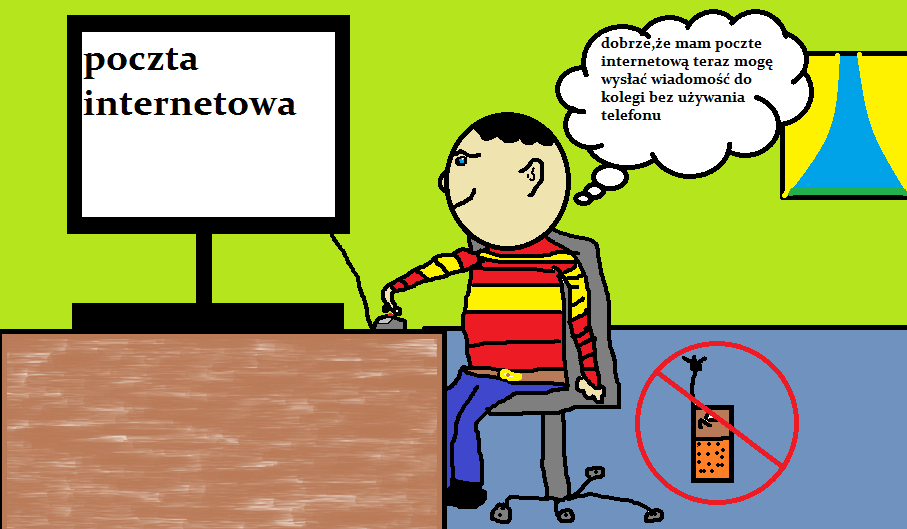 poczta
internetowa
dobrze,że mam poczte
internetową teraz mogę
wysłać wiadomość do
kolegi bez używania
telefonu